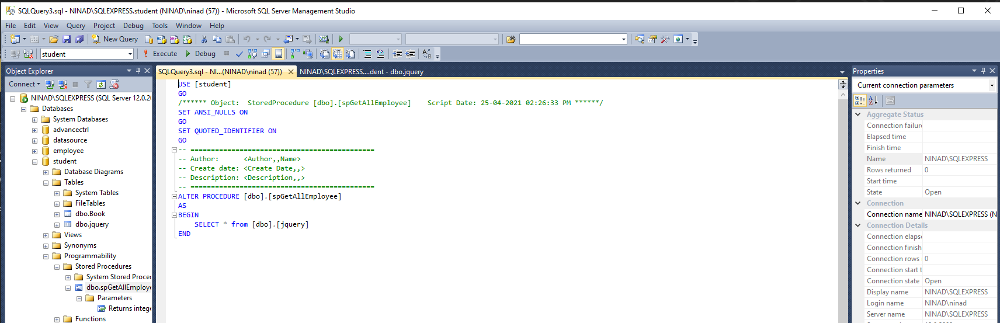 SQLQuery3.sql - NINAD\SQLEXPRESS.student (NINAD\ninad (57)) - Microsoft SQL Server Management Studio
File Edit View Query Project Debug Tools Window Help
New Query
student Execute Debug
Object Explorer
Connect
NINAD\SQLEXPRESS (SQL Server 12.0.20
Databases
System Databases
advancectrl
datasource
employee
student
Database Diagrams
Tables
System Tables
FileTables
dbo.Book
dbo.jquery
Views
Synonyms
Programmability
Stored Procedures
System Stored Proce
dbo.spGetAllEmploye
Parameters
Returns intege
Functions
SQLQuery3.sql - NI...(NINAD\ninad (57)) NINAD\SQLEXPRESS....dent - dbo.jquery
USE [student]
GO
/****** Object:  StoredProcedure [dbo].[spGetAllEmployee]    Script Date: 25-04-2021 02:26:33 PM ******/
SET ANSI_NULLS ON
GO
SET QUOTED_IDENTIFIER ON
GO
-- =============================================
-- Author:      <Author,,Name>
-- Create date: <Create Date,,>
-- Description: <Description,,>
-- =============================================
ALTER PROCEDURE [dbo].[spGetAllEmployee]
AS
BEGIN
    SELECT * from [dbo].[jquery]
END
Properties
Current connection parameters
Aggregate Status
Connection failure
Elapsed time
Finish time
Name NINAD\SQLEXPRESS
Rows returned 0
Start time
State Open
Connection
Connection name NINAD\SQLEXPRESS (N
Connection Details
Connection elapse
Connection finish
Connection rows 0
Connection start t
Connection state Open
Display name NINAD\SQLEXPRESS
Login name NINAD\ninad
Server name NINAD\SQLEXPRESS